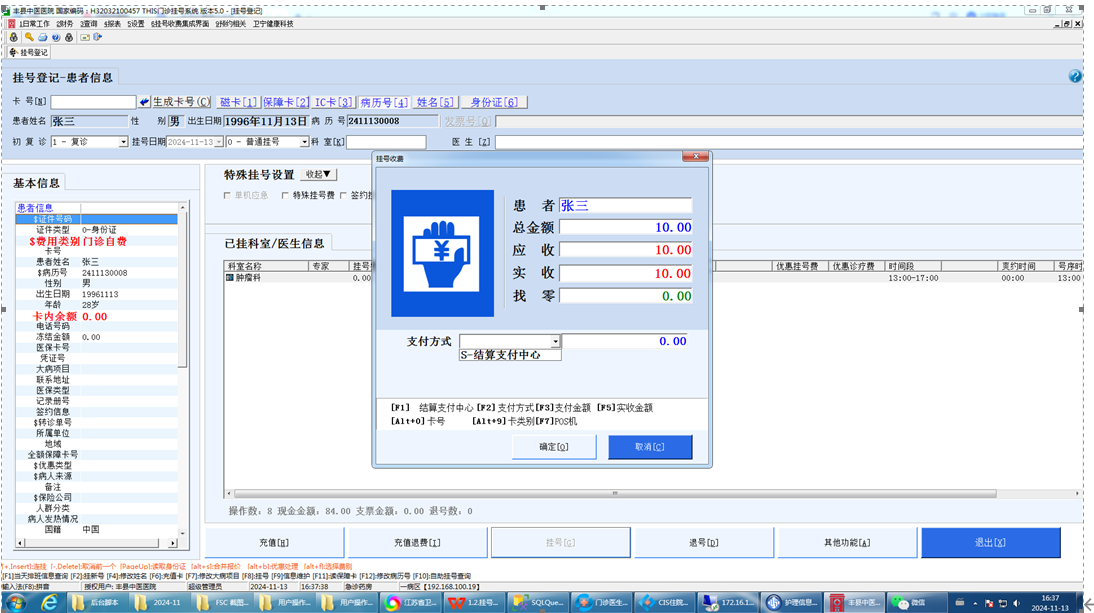 丰县中医医院 国家编码：H32032100457 THIS门诊挂号系统 版本5.0 - [挂号登记]
1日常工作 2财务 3查询 4报表 5设置 6挂号收费集成界面 9预约相关 卫宁健康科技
挂号登记
挂号登记-患者信息
卡 号[N] 生成卡号(C) 磁卡[1] 保障卡[2] IC卡[3] 病历号[4] 姓名[5] 身份证[6]
患者姓名 张三 性 别 男 出生日期 1996年11月13日 病 历 号 2411130008 发票号[Q]
初 复 诊 1 - 复诊 挂号日期 2024-11-13 0 - 普通挂号 科 室[K] 医 生 [Z]
基本信息
患者信息
$证件号码
证件类型 0-身份证
$费用类别 门诊自费
卡号
患者姓名 张三
$病历号 2411130008
性别 男
出生日期 19961113
年龄 28岁
卡内余额 0.00
电话号码
冻结金额 0.00
医保卡号
凭证号
大病项目
联系地址
医保类型
记录册号
签约信息
$转诊单号
所属单位
地域
全额保障卡号
$优惠类型
$病人来源
备注
$保险公司
人群分类
病人发热情况
国籍 中国
特殊挂号设置 收起▼
单机应急 特殊挂号费
已挂科室/医生信息
科室名称 专家 优惠挂号费 优惠诊疗费 时间段 爽约时间
肿瘤科 0.00 13:00-17:00 00:00 13:00
挂号收费
患 者 张三
总金额 10.00
应 收 10.00
实 收 10.00
找 零 0.00
支付方式 0.00
S-结算支付中心
[F1] 结算支付中心 [F2]支付方式[F3]支付金额 [F5]实收金额
[Alt+0]卡号 [Alt+9]卡类别[F7]POS机
确定[O] 取消[C]
操作数：8 现金金额：84.00 支票金额：0.00 退号数：0
充值[H] 充值退费[T] 挂号[G] 退号[D] 其他功能[A] 退出[X]
[+.Insert]:连挂 [-.Delete]:取消前一个 [PageUp]:读取身份证 [alt+s]:合并报价 [alt+b]:优惠处理 [alt+f]:选择票别
[F1]当天排班信息查询 [F2]挂新号 [F4]:修改姓名 [F6]:充值卡 [F7]:修改大病项目 [F8]:挂号 [F9]信息维护 [F11]:读保障卡 [F12]:修改病历号 [F10]:自助挂号查询
输入法(F8):拼音 授权用户：丰县中医医院 超级管理员 2024-11-13 16:37:38 急诊药房 一病区【192.168.100.19】
后台脚本 2024-11 FSC 截图... 用户操作... 用户操作... 江苏省卫... 1.2.挂号... SQLQue... 门诊医生... CIS住院... 172.16.1... 护理信息... 丰县中医... 微信 16:37
2024-11-13